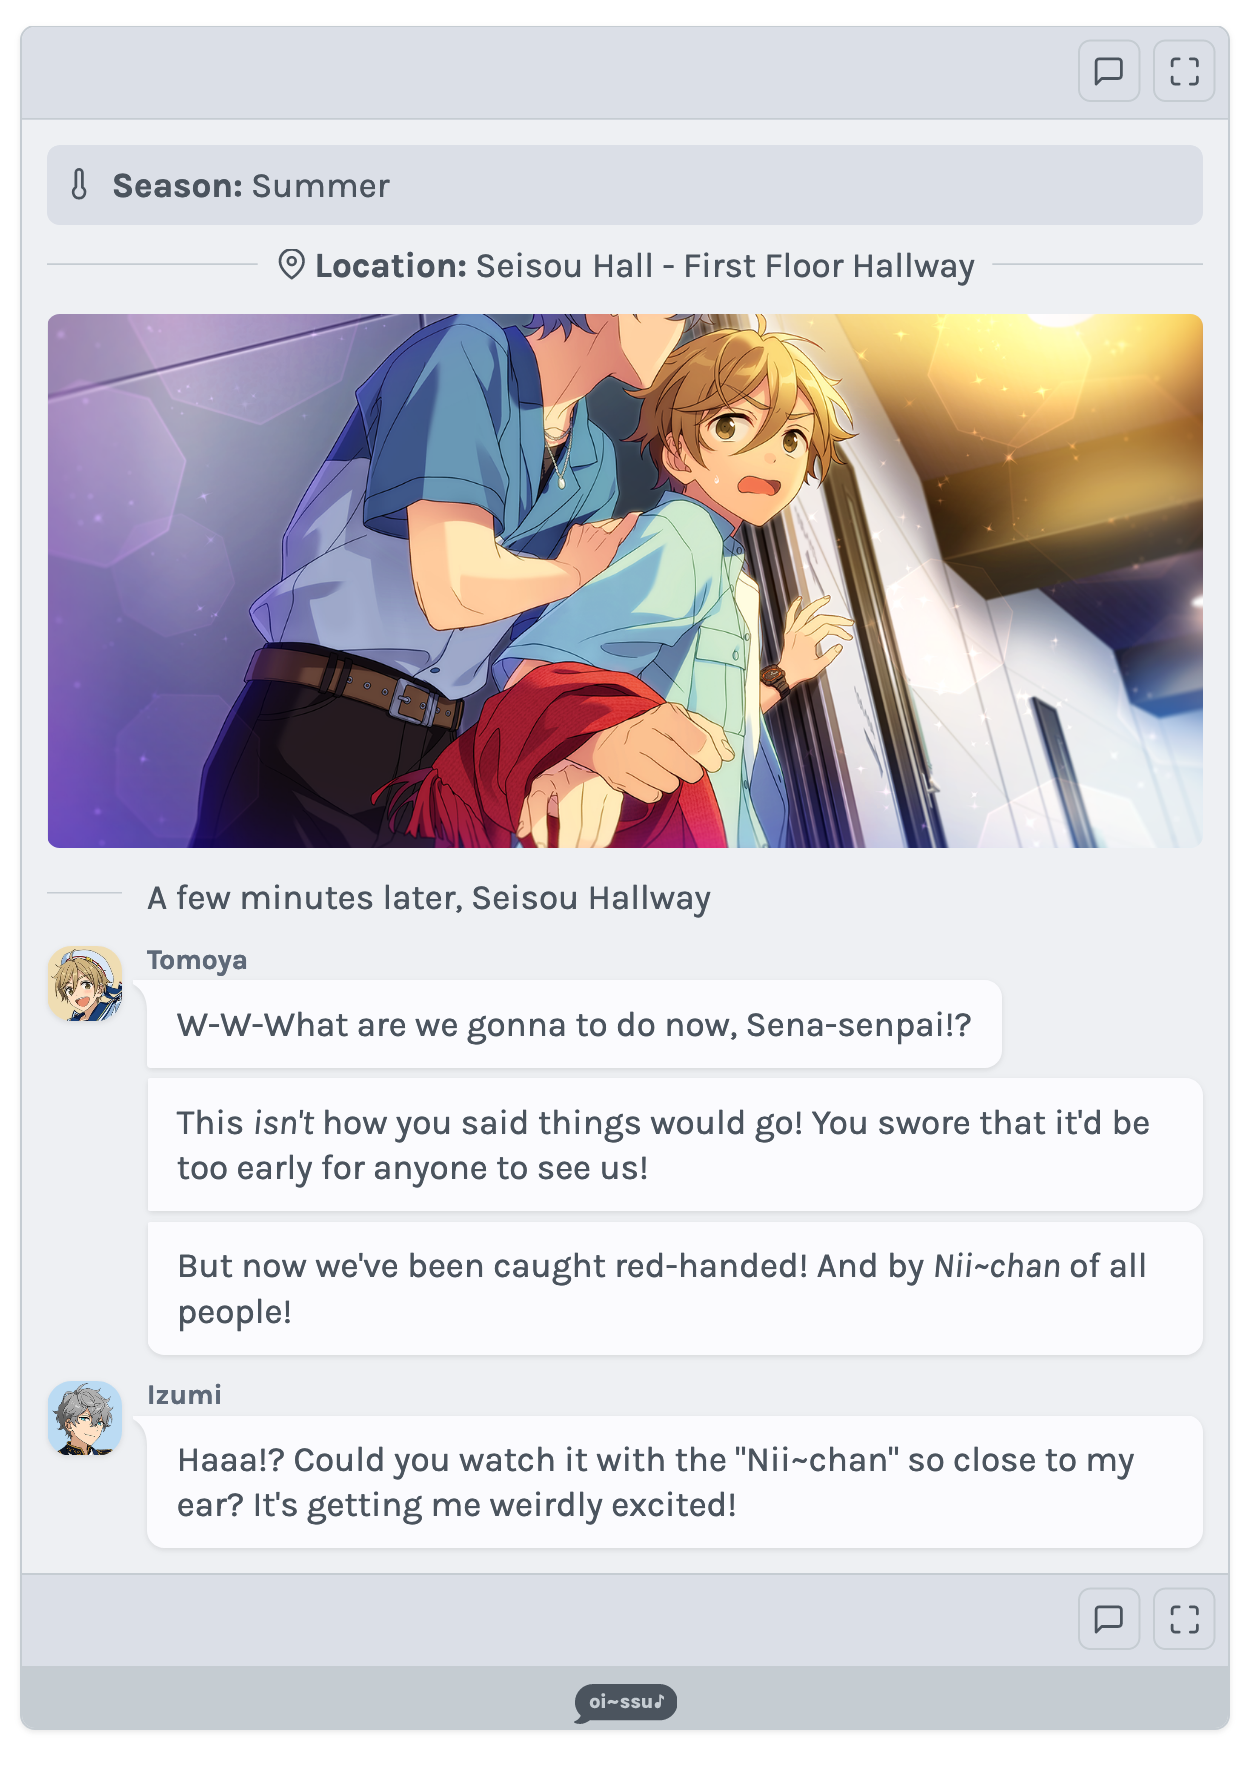 Season: Summer
Location: Seisou Hall - First Floor Hallway
A few minutes later, Seisou Hallway
Tomoya
W-W-What are we gonna to do now, Sena-senpai!?
This isn't how you said things would go! You swore that it'd be
too early for anyone to see us!
But now we've been caught red-handed! And by Nii~chan of all
people!
Izumi
Haaa!? Could you watch it with the "Nii~chan" so close to my
ear? It's getting me weirdly excited!
oi~ssu♪